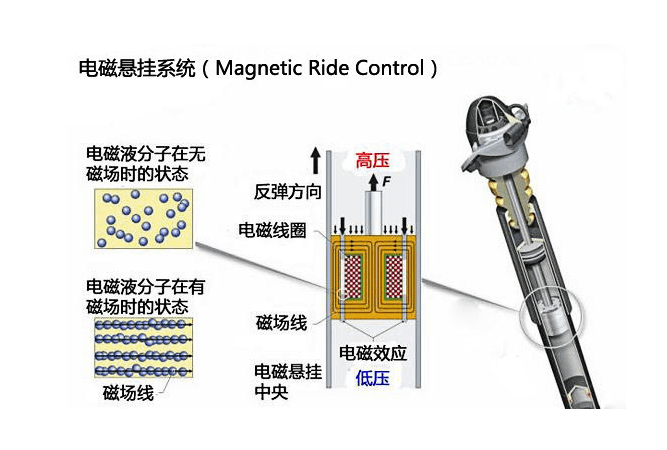 电磁悬挂系统（Magnetic Ride Control）
电磁液分子在无
磁场时的状态
电磁液分子在有
磁场时的状态
磁场线
高压
F
反弹方向
电磁线圈
磁场线
电磁效应
电磁悬挂
中央
低压